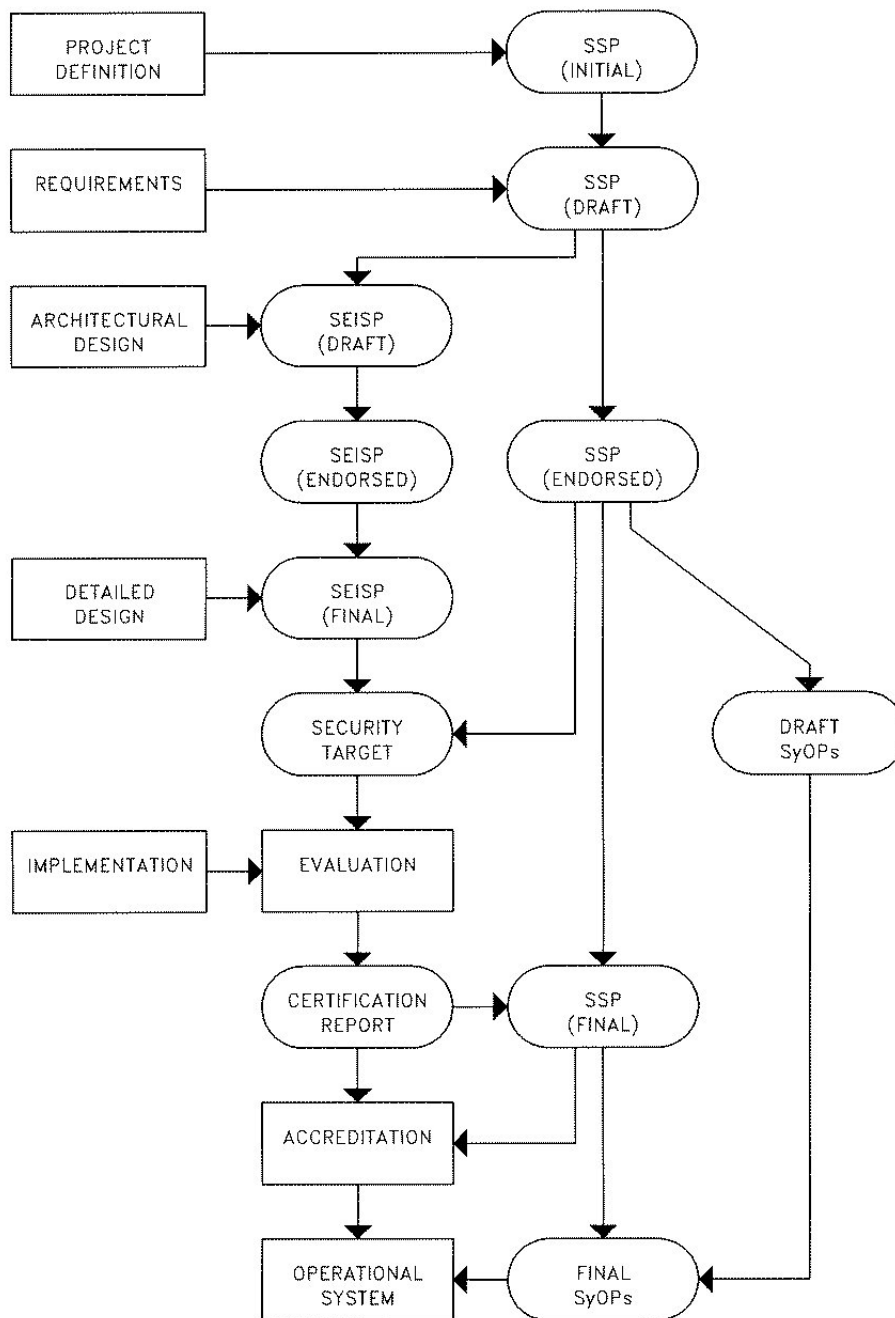 PROJECT
DEFINITION
SSP
(INITIAL)
REQUIREMENTS
SSP
(DRAFT)
ARCHITECTURAL
DESIGN
SEISP
(DRAFT)
SEISP
(ENDORSED)
SSP
(ENDORSED)
DETAILED
DESIGN
SEISP
(FINAL)
SECURITY
TARGET
DRAFT
SyOPs
IMPLEMENTATION
EVALUATION
CERTIFICATION
REPORT
SSP
(FINAL)
ACCREDITATION
OPERATIONAL
SYSTEM
FINAL
SyOPs